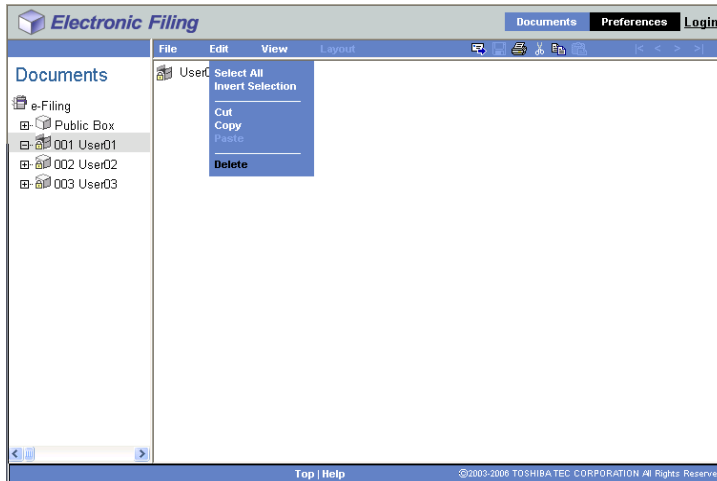 Electronic Filing
Documents Preferences Login
File Edit View Layout |< < > >|
Documents
e-Filing
Public Box
001 User01
002 User02
003 User03
Select All
Invert Selection
Cut
Copy
Paste
Delete
Top | Help
©2003-2006 TOSHIBA TEC CORPORATION All Rights Reserve